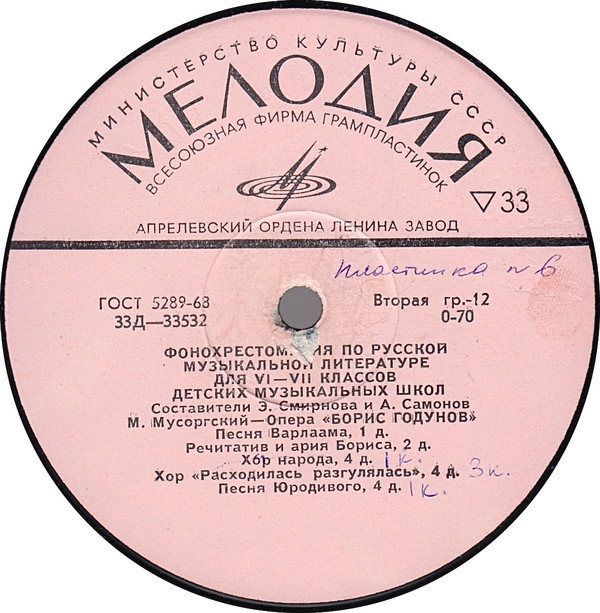 МИНИСТЕРСТВО КУЛЬТУРЫ СССР
МЕЛОДИЯ
ВСЕСОЮЗНАЯ ФИРМА ГРАМПЛАСТИНОК
▽33
АПРЕЛЕВСКИЙ ОРДЕНА ЛЕНИНА ЗАВОД
Пластинка № 6
ГОСТ 5289-68 Вторая гр.-12
33Д—33532 0-70
ФОНОХРЕСТОМ ИЯ ПО РУССКОЙ
МУЗЫКАЛЬНОЙ ЛИТЕРАТУРЕ
ДЛЯ VI—VII КЛАССОВ
ДЕТСКИХ МУЗЫКАЛЬНЫХ ШКОЛ
Составители Э. Смирнова и А. Самонов
М. Мусоргский—Опера «БОРИС ГОДУНОВ»
Песня Варлаама, 1 д.
Речитатив и ария Бориса, 2 д.
Хор народа, 4 д. 1к.
Хор «Расходилась разгулялась», 4 д. 3к.
Песня Юродивого, 4 д. 1к.